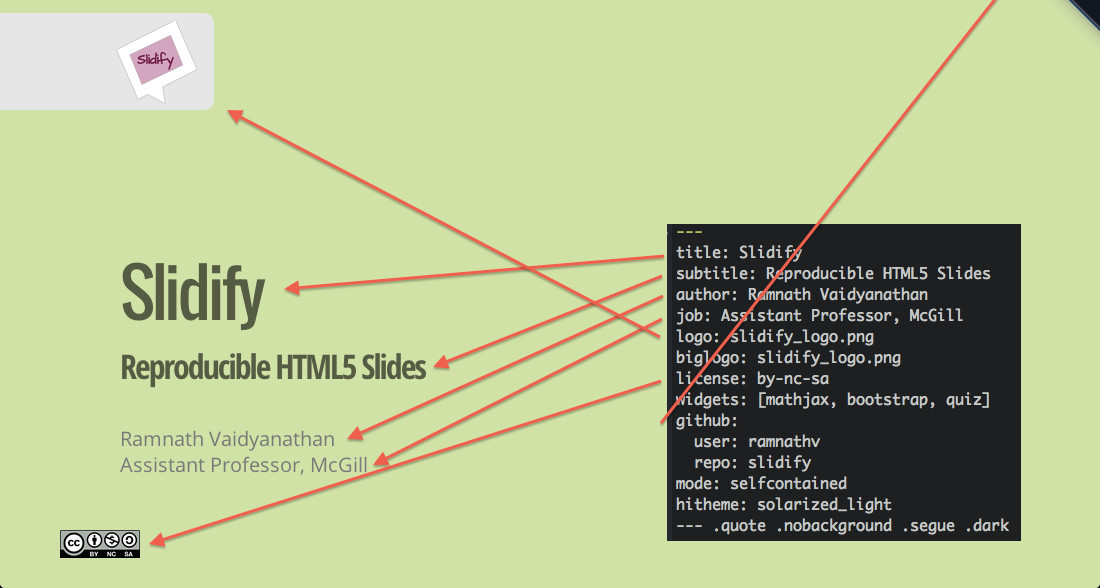 Slidify
Slidify
Reproducible HTML5 Slides
Ramnath Vaidyanathan
Assistant Professor, McGill
cc
BY NC SA
---
title: Slidify
subtitle: Reproducible HTML5 Slides
author: Ramnath Vaidyanathan
job: Assistant Professor, McGill
logo: slidify_logo.png
biglogo: slidify_logo.png
license: by-nc-sa
widgets: [mathjax, bootstrap, quiz]
github:
  user: ramnathv
  repo: slidify
mode: selfcontained
hitheme: solarized_light
--- .quote .nobackground .segue .dark